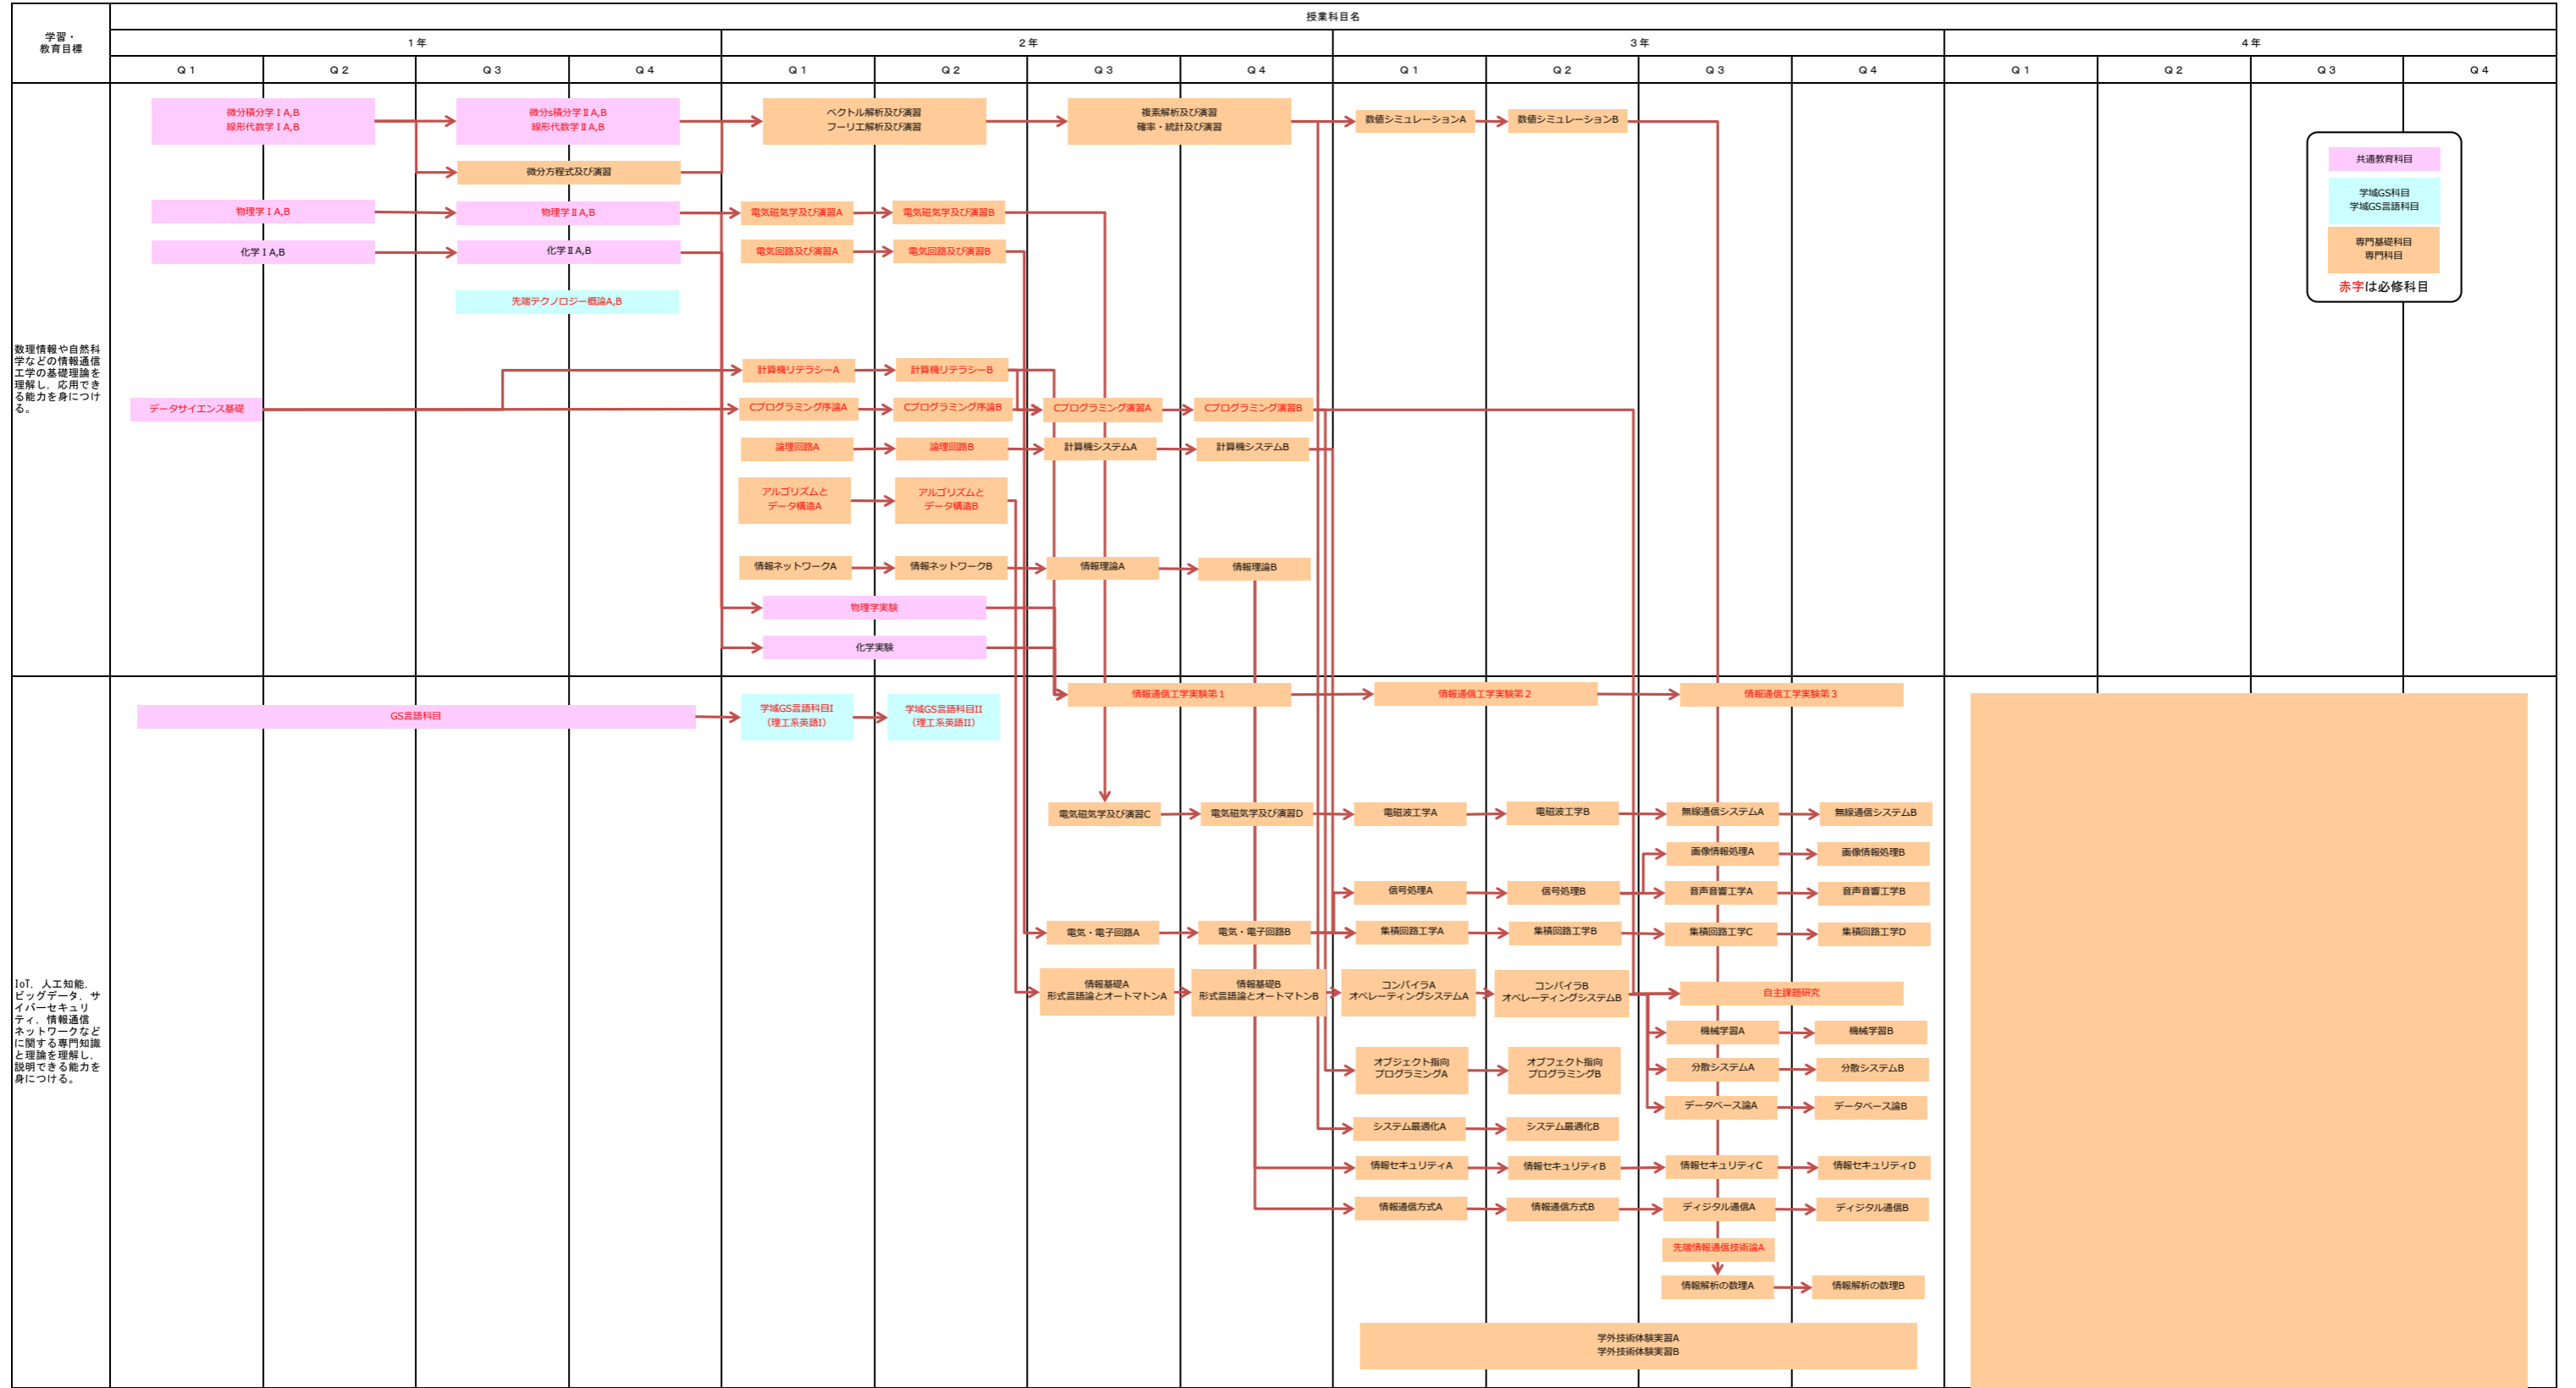 学習・
教育目標
授業科目名
1年
2年
3年
4年
Q1
Q2
Q3
Q4
Q1
Q2
Q3
Q4
Q1
Q2
Q3
Q4
Q1
Q2
Q3
Q4
数理情報や自然科
学などの情報通信
工学の基礎理論を
理解し，応用でき
る能力を身につけ
る。
微分積分学ⅠA,B
線形代数学ⅠA,B
微分s積分学ⅡA,B
線形代数学ⅡA,B
ベクトル解析及び演習
フーリエ解析及び演習
複素解析及び演習
確率・統計及び演習
数値シミュレーションA
数値シミュレーションB
微分方程式及び演習
物理学ⅠA,B
物理学ⅡA,B
電気磁気学及び演習A
電気磁気学及び演習B
化学ⅠA,B
化学ⅡA,B
電気回路及び演習A
電気回路及び演習B
先端テクノロジー概論A,B
計算機リテラシーA
計算機リテラシーB
データサイエンス基礎
Cプログラミング序論A
Cプログラミング序論B
Cプログラミング演習A
Cプログラミング演習B
論理回路A
論理回路B
計算機システムA
計算機システムB
アルゴリズムと
データ構造A
アルゴリズムと
データ構造B
情報ネットワークA
情報ネットワークB
情報理論A
情報理論B
物理学実験
化学実験
共通教育科目
学域GS科目
学域GS言語科目
専門基礎科目
専門科目
赤字は必修科目
IoT，人工知能，
ビッグデータ，サ
イバーセキュリ
ティ，情報通信
ネットワークなど
に関する専門知識
と理論を理解し，
説明できる能力を
身につける。
情報通信工学実験第1
情報通信工学実験第2
情報通信工学実験第3
GS言語科目
学域GS言語科目I
（理工系英語I）
学域GS言語科目II
（理工系英語II）
電気磁気学及び演習C
電気磁気学及び演習D
電磁波工学A
電磁波工学B
無線通信システムA
無線通信システムB
画像情報処理A
画像情報処理B
信号処理A
信号処理B
音声音響工学A
音声音響工学B
電気・電子回路A
電気・電子回路B
集積回路工学A
集積回路工学B
集積回路工学C
集積回路工学D
情報基礎A
形式言語論とオートマトンA
情報基礎B
形式言語論とオートマトンB
コンパイラA
オペレーティングシステムA
コンパイラB
オペレーティングシステムB
自主課題研究
機械学習A
機械学習B
オブジェクト指向
プログラミングA
オブフェクト指向
プログラミングB
分散システムA
分散システムB
データベース論A
データベース論B
システム最適化A
システム最適化B
情報セキュリティA
情報セキュリティB
情報セキュリティC
情報セキュリティD
情報通信方式A
情報通信方式B
ディジタル通信A
ディジタル通信B
先端情報通信技術論A
情報解析の数理A
情報解析の数理B
学外技術体験実習A
学外技術体験実習B